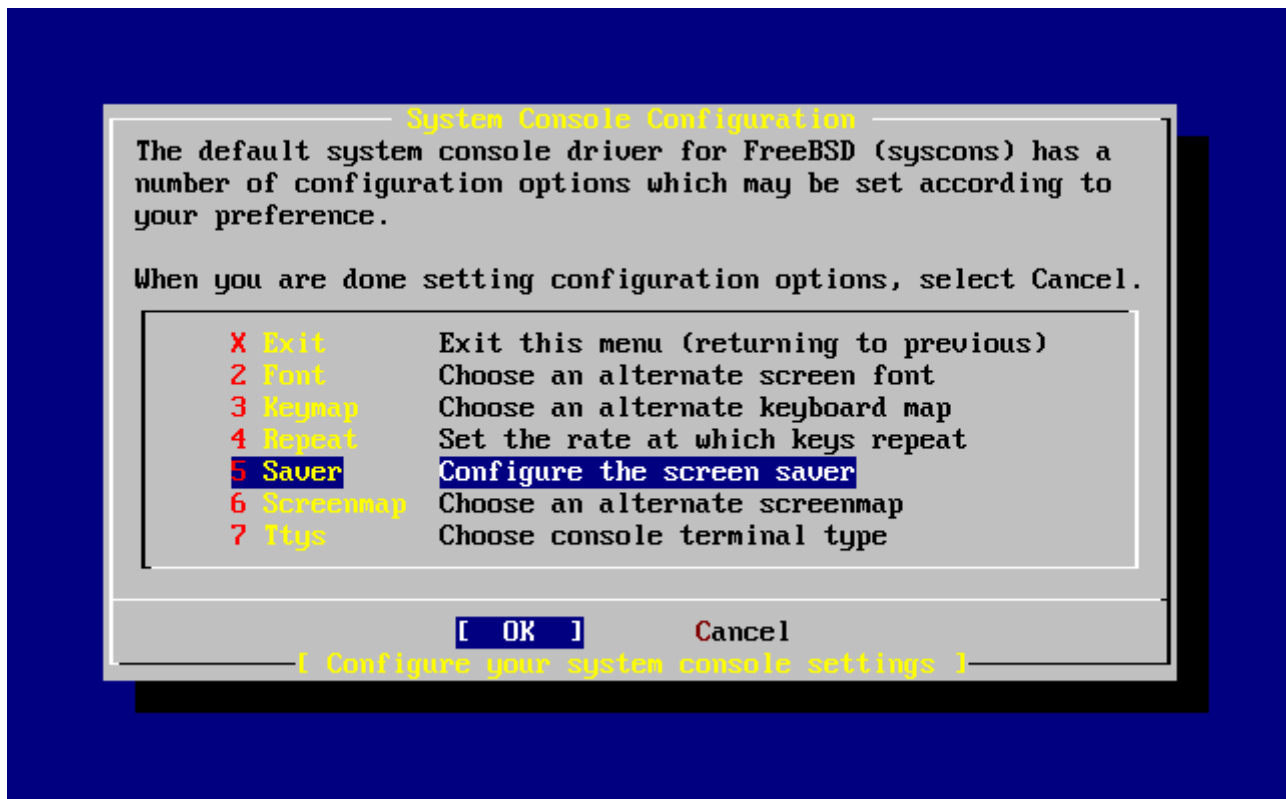 System Console Configuration
The default system console driver for FreeBSD (syscons) has a
number of configuration options which may be set according to
your preference.
When you are done setting configuration options, select Cancel.
X Exit Exit this menu (returning to previous)
2 Font Choose an alternate screen font
3 Keymap Choose an alternate keyboard map
4 Repeat Set the rate at which keys repeat
5 Saver Configure the screen saver
6 Screenmap Choose an alternate screenmap
7 Ttys Choose console terminal type
[ OK ] Cancel
[ Configure your system console settings ]